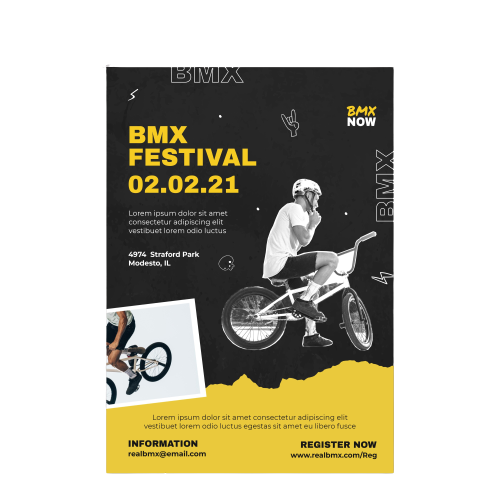 BMX
BMX
NOW
BMX
FESTIVAL
02.02.21
BMX
Lorem ipsum dolor sit amet
consectetur adipiscing elit
vestibuet lorem odio luctus
4974 Straford Park
Modesto, IL
Lorem ipsum dolor sit amet consectetur adipiscing elit
vestibuet lorem odio luctus egestas sit amet eu libero fusce
INFORMATION
realbmx@email.com
REGISTER NOW
www.realbmx.com/Reg